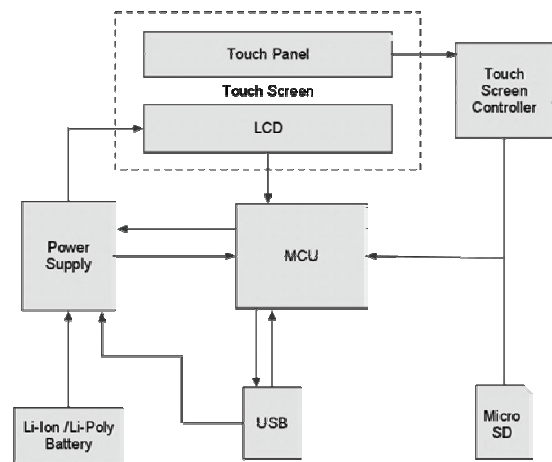 Touch Panel
Touch Screen
LCD
Touch
Screen
Controller
Power
Supply
MCU
Li-Ion /Li-Poly
Battery
USB
Micro
SD